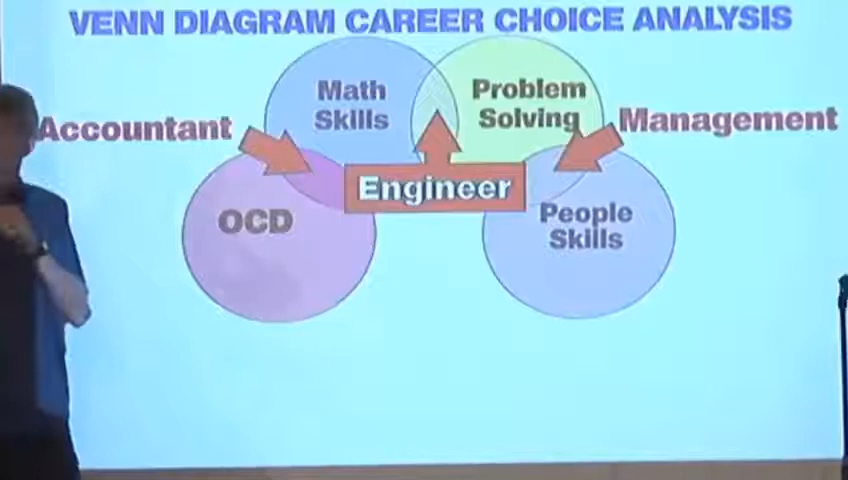 VENN DIAGRAM CAREER CHOICE ANALYSIS
Math
Skills
Problem
Solving
Accountant
Management
Engineer
OCD
People
Skills